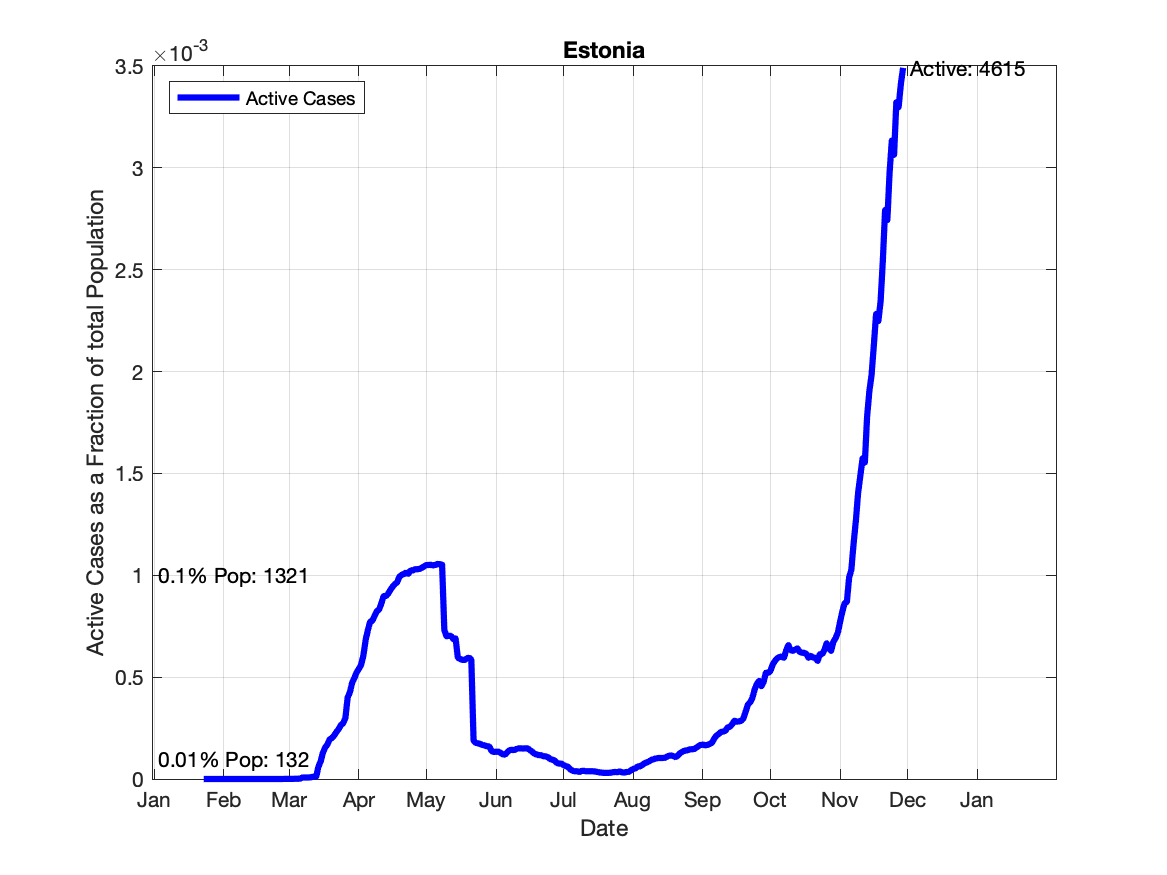 Estonia
×10-3
3.5
3
2.5
2
1.5
1
0.5
0
Active Cases as a Fraction of total Population
Active Cases
Active: 4615
0.1% Pop: 1321
0.01% Pop: 132
Jan Feb Mar Apr May Jun Jul Aug Sep Oct Nov Dec Jan
Date